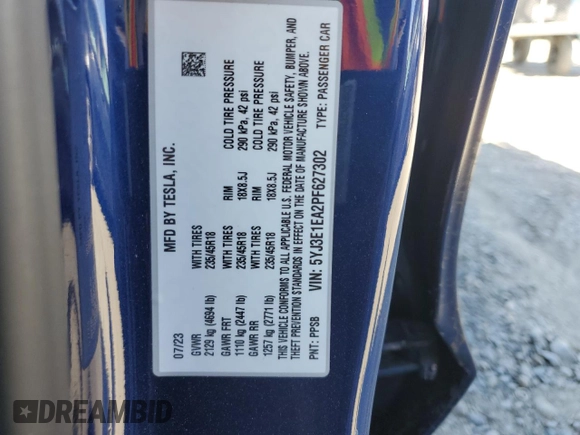 MFD BY TESLA, INC.
07/23
GVWR
2129 kg (4694 lb)
WITH TIRES
235/45R18
RIM
18X8.5J
COLD TIRE PRESSURE
290 kPa, 42 psi
GAWR FRT
1110 kg (2447 lb)
WITH TIRES
235/45R18
RIM
18X8.5J
COLD TIRE PRESSURE
290 kPa, 42 psi
GAWR RR
1257 kg (2771 lb)
THIS VEHICLE CONFORMS TO ALL APPLICABLE U.S. FEDERAL MOTOR VEHICLE SAFETY, BUMPER, AND
THEFT PREVENTION STANDARDS IN EFFECT ON THE DATE OF MANUFACTURE SHOWN ABOVE.
PNT: PPSB
VIN: 5YJ3E1EA2PF627302
TYPE: PASSENGER CAR
DREAMBID